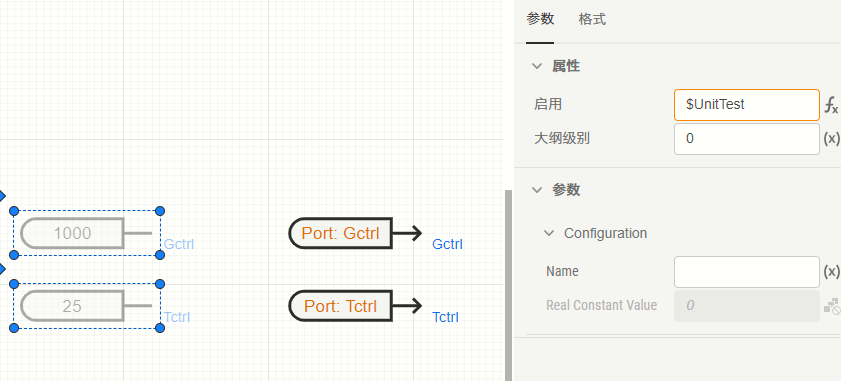 参数 格式
属性
启用 $UnitTest fx
大纲级别 0 (x)
参数
Configuration
Name (x)
Real Constant Value 0
1000 Gctrl Port: Gctrl Gctrl
25 Tctrl Port: Tctrl Tctrl